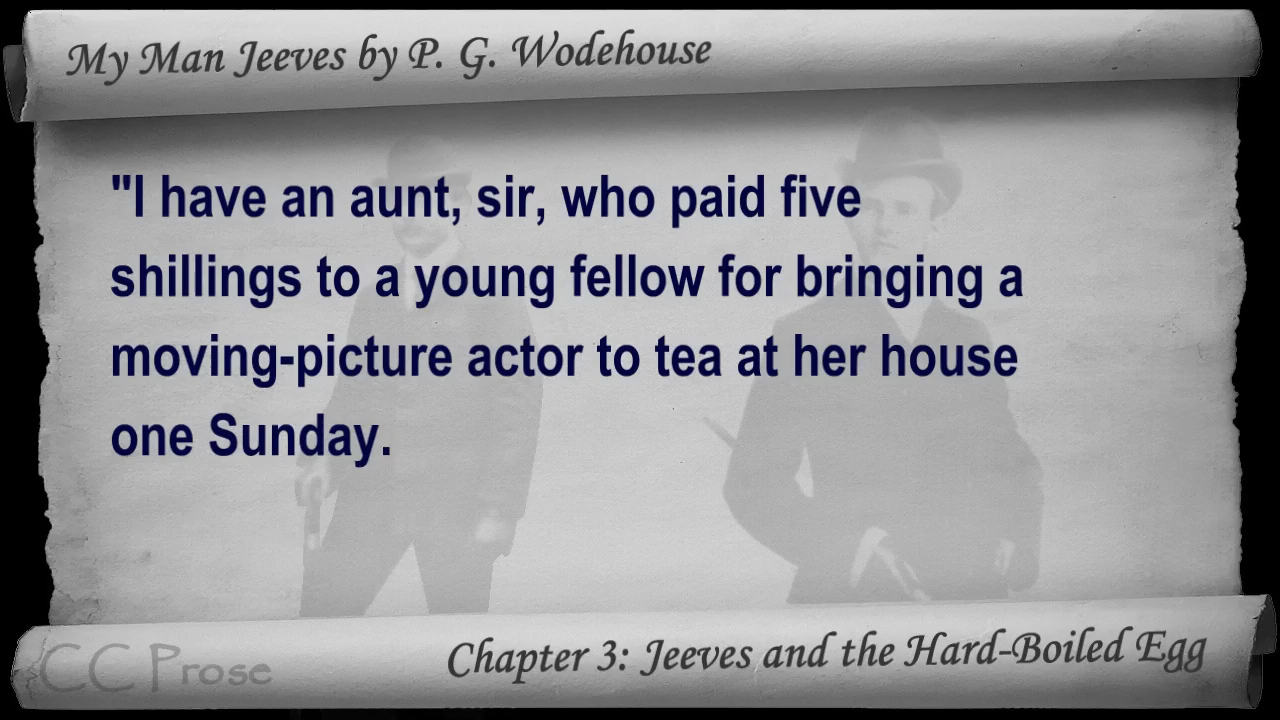 My Man Jeeves by P. G. Wodehouse
"I have an aunt, sir, who paid five
shillings to a young fellow for bringing a
moving-picture actor to tea at her house
one Sunday.
CC Prose
Chapter 3: Jeeves and the Hard-Boiled Egg